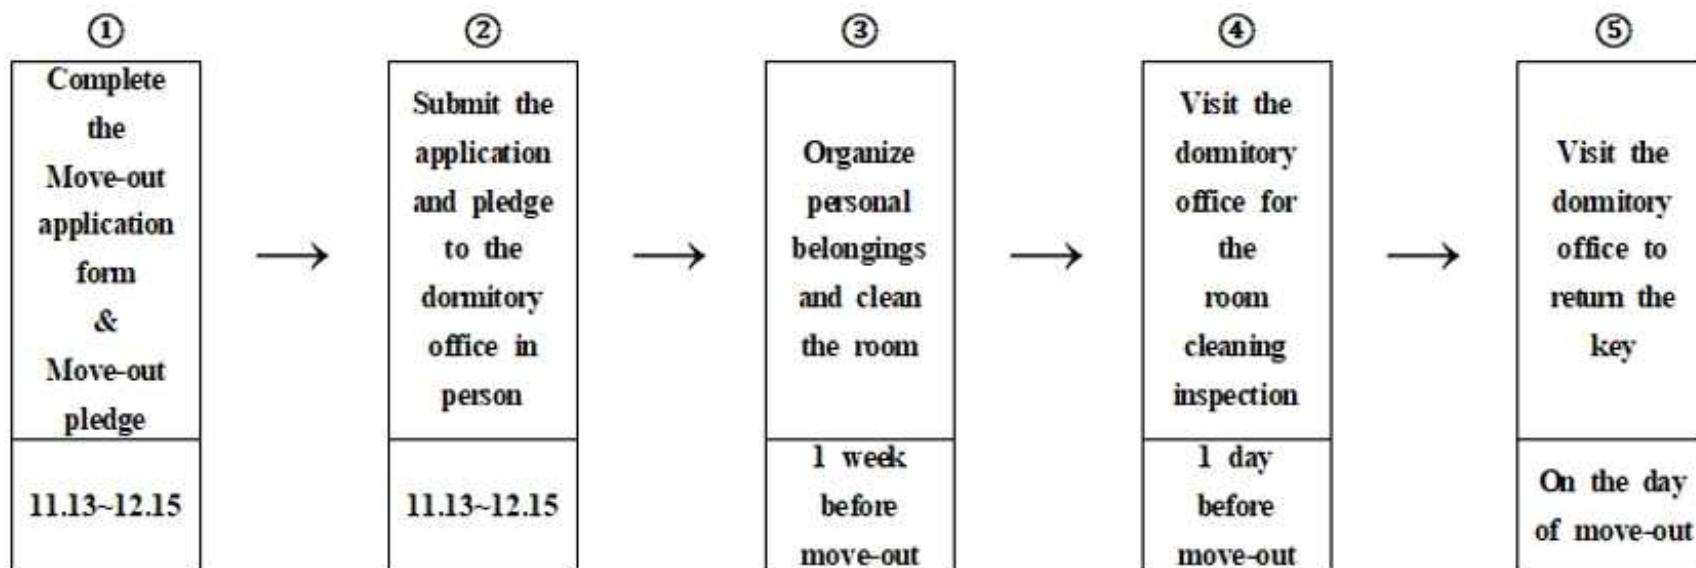 ①
Complete
the
Move-out
application
form
&
Move-out
pledge
11.13~12.15
→
②
Submit the
application
and pledge
to the
dormitory
office in
person
11.13~12.15
→
③
Organize
personal
belongings
and clean
the room
1 week
before
move-out
→
④
Visit the
dormitory
office for
the
room
cleaning
inspection
1 day
before
move-out
→
⑤
Visit the
dormitory
office to
return the
key
On the day
of move-out